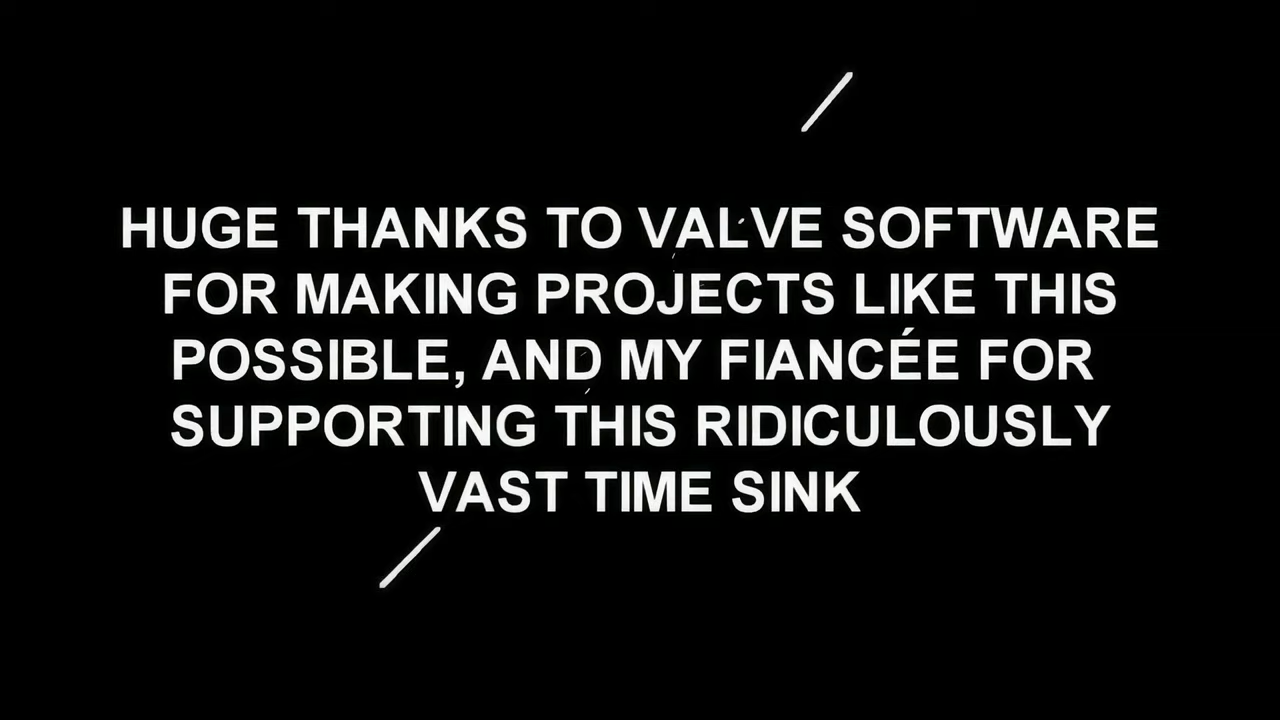 HUGE THANKS TO VALVE SOFTWARE
FOR MAKING PROJECTS LIKE THIS
POSSIBLE, AND MY FIANCÉE FOR
SUPPORTING THIS RIDICULOUSLY
VAST TIME SINK